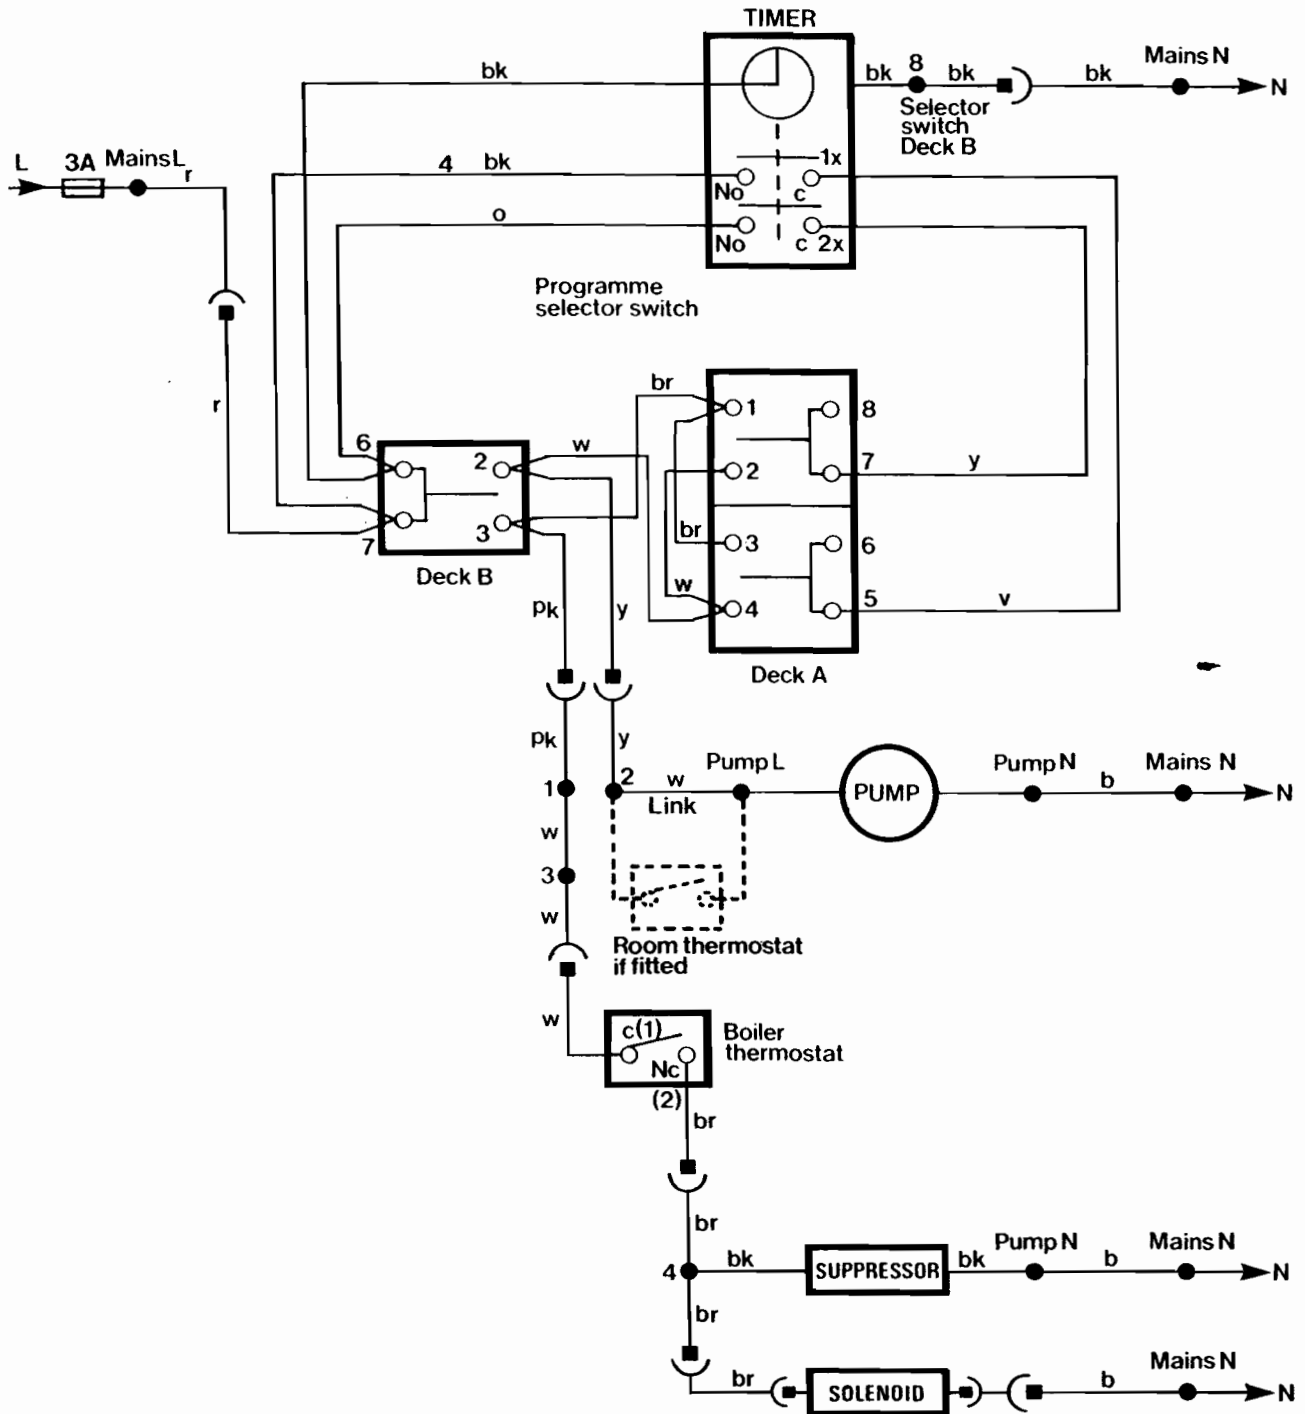 TIMER
bk
bk
8
bk
bk
Mains N
N
Selector
switch
Deck B
L
3A
Mains L
r
4
bk
1x
No
c
o
No
c
2x
Programme
selector switch
r
br
1
8
6
2
w
2
7
y
7
3
br
3
6
Deck B
w
4
5
v
pk
y
Deck A
pk
y
Pump L
Pump N
b
Mains N
1
2
w
PUMP
N
Link
w
3
w
Room thermostat
if fitted
w
c(1)
Boiler
thermostat
Nc
(2)
br
br
4
bk
SUPPRESSOR
bk
Pump N
b
Mains N
N
br
br
SOLENOID
b
Mains N
N